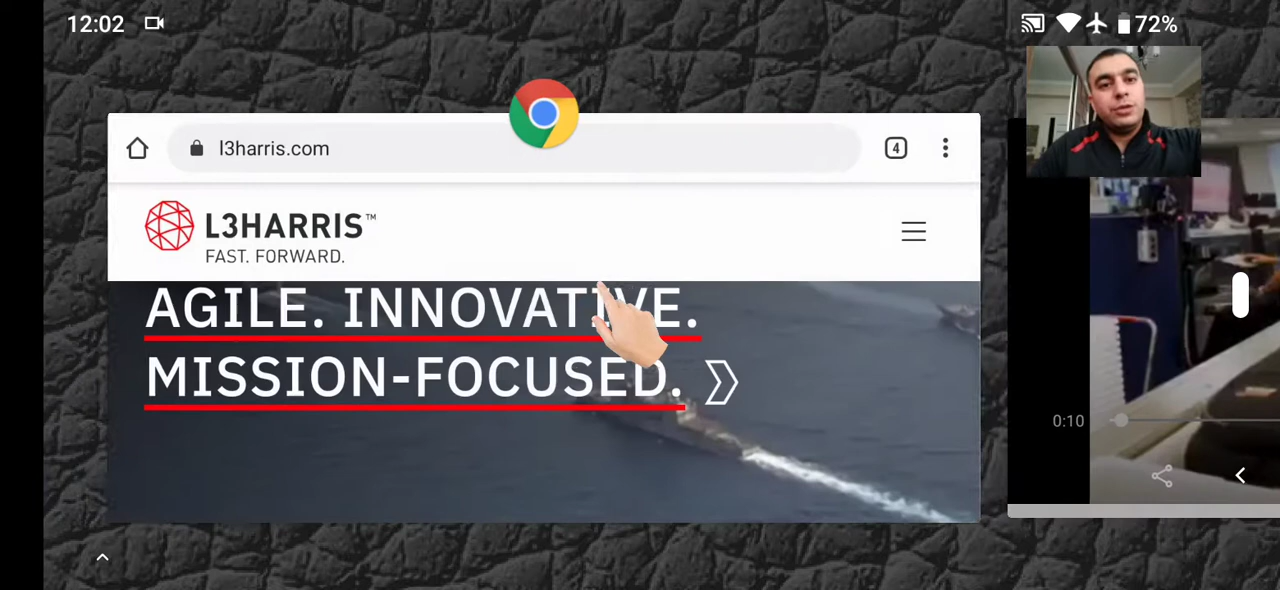 12:02
72%
l3harris.com
4
L3HARRIS™
FAST. FORWARD.
AGILE. INNOVATIVE.
MISSION-FOCUSED.
0:10